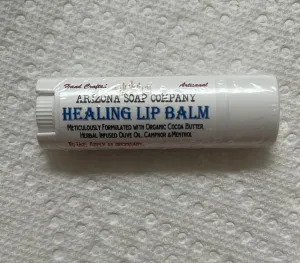 Hand Crafted Artisanal
ARIZONA SOAP COMPANY
HEALING LIP BALM
METICULOUSLY FORMULATED WITH ORGANIC COCOA BUTTER,
HERBAL INFUSED OLIVE OIL, CAMPHOR & MENTHOL
To Use: Apply as necessary.